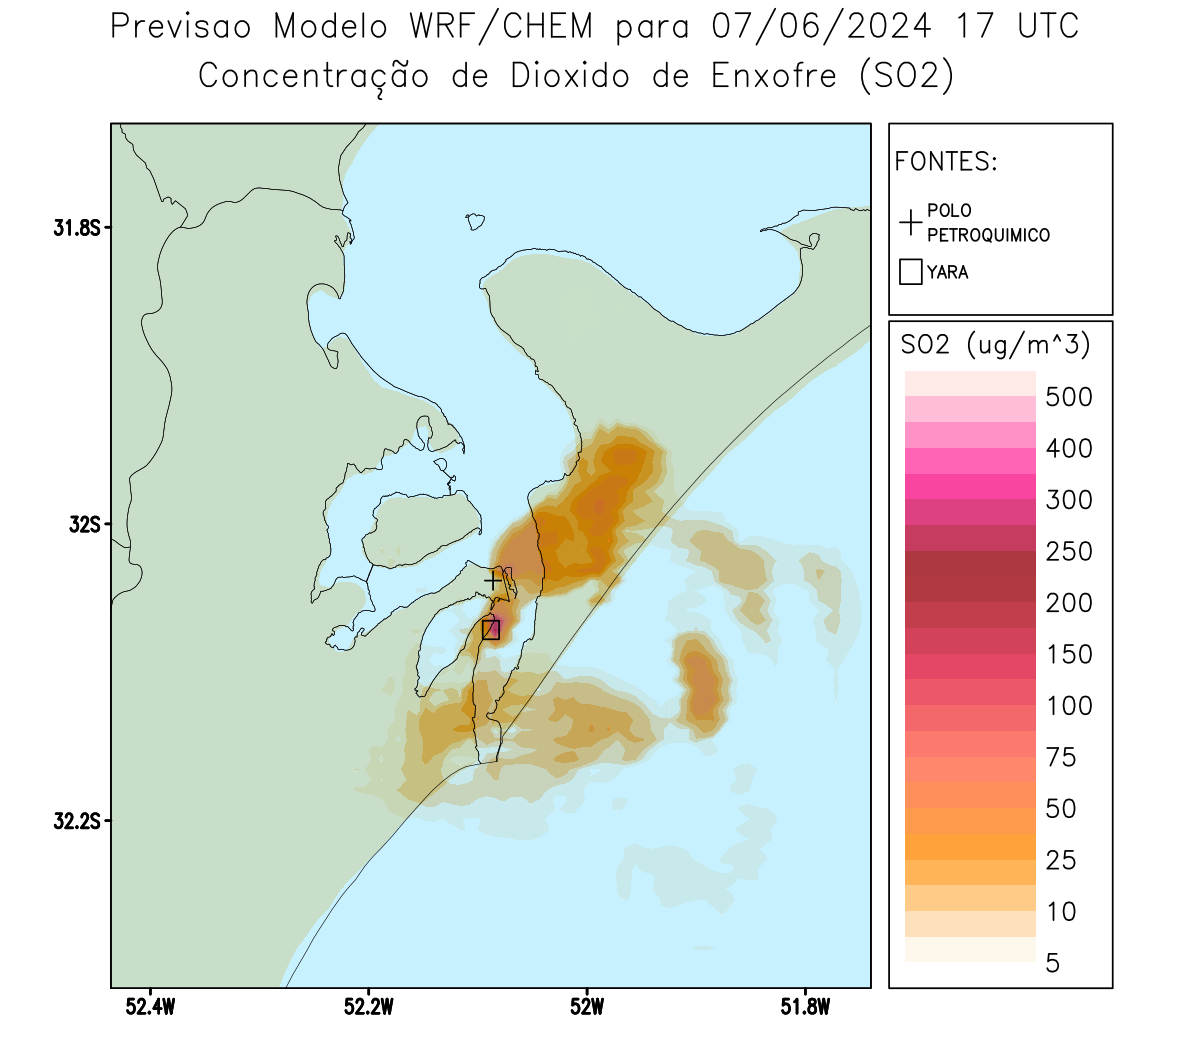 Previsao Modelo WRF/CHEM para 07/06/2024 17 UTC
Concentração de Dioxido de Enxofre (SO2)
FONTES:
POLO
PETROQUIMICO
YARA
31.8S
32S
32.2S
52.4W
52.2W
52W
51.8W
SO2 (ug/m^3)
500
400
300
250
200
150
100
75
50
25
10
5